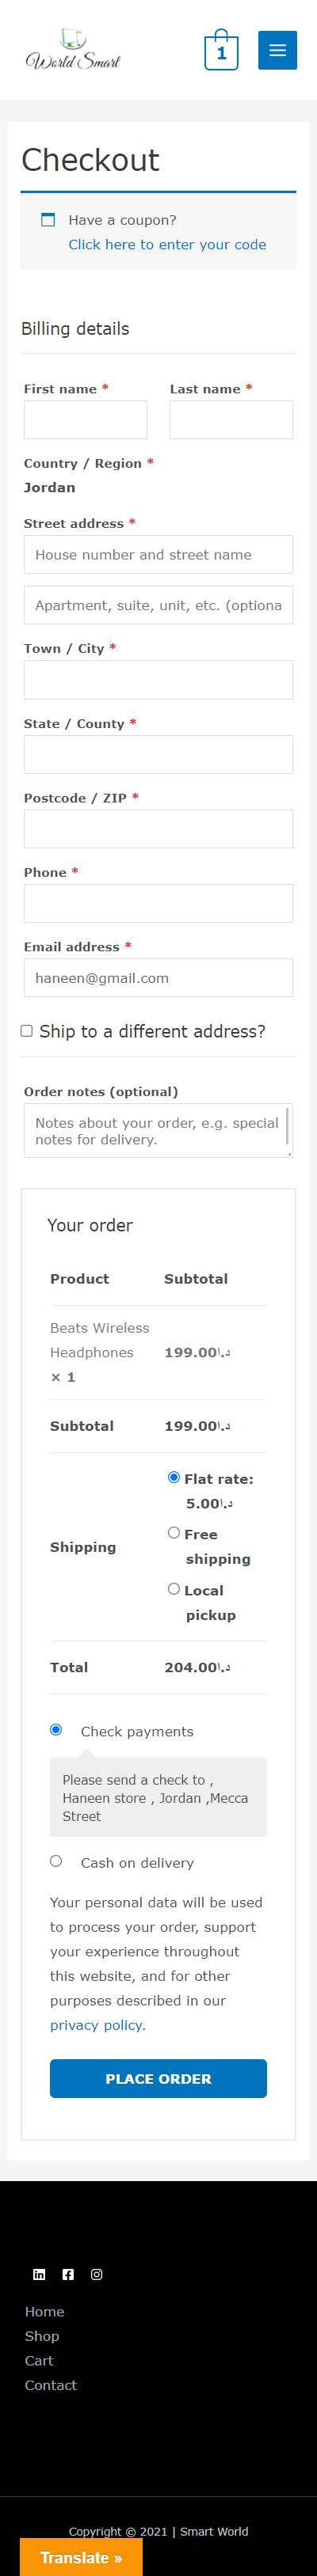 World Smart
1
Checkout
Have a coupon?
Click here to enter your code
Billing details
First name * Last name *
Country / Region *
Jordan
Street address *
House number and street name
Apartment, suite, unit, etc. (optiona
Town / City *
State / County *
Postcode / ZIP *
Phone *
Email address *
haneen@gmail.com
Ship to a different address?
Order notes (optional)
Notes about your order, e.g. special
notes for delivery.
Your order
Product Subtotal
Beats Wireless
Headphones 199.00د.ا
× 1
Subtotal 199.00د.ا
Flat rate:
5.00د.ا
Free
Shipping
shipping
Local
pickup
Total 204.00د.ا
Check payments
Please send a check to ,
Haneen store , Jordan ,Mecca
Street
Cash on delivery
Your personal data will be used
to process your order, support
your experience throughout
this website, and for other
purposes described in our
privacy policy.
PLACE ORDER
Home
Shop
Cart
Contact
Copyright © 2021 | Smart World
Translate »